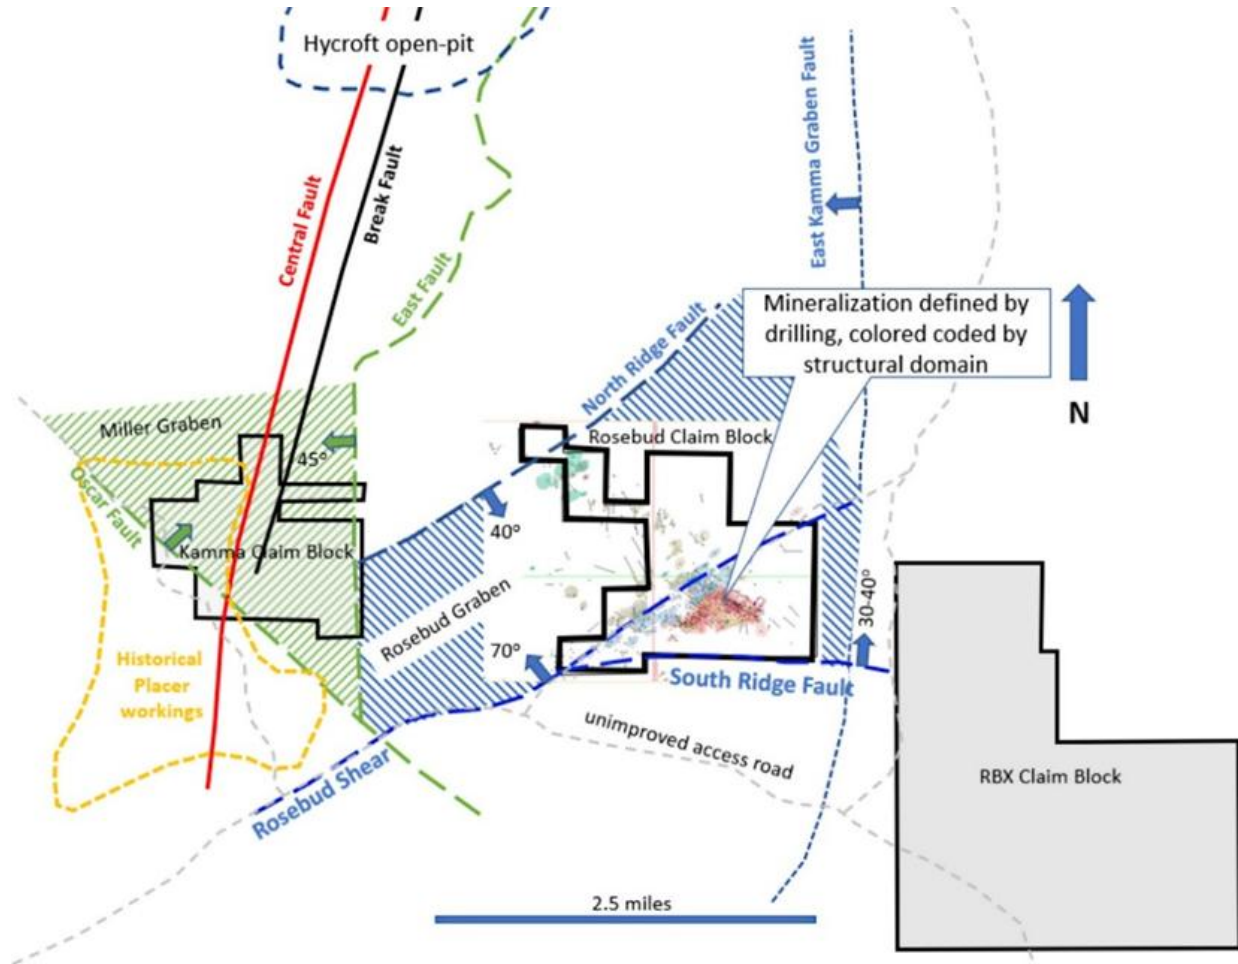 Hycroft open-pit
East Kamma Graben Fault
Break Fault
Central Fault
East Fault
Mineralization defined by
drilling, colored coded by
structural domain
North Ridge Fault
N
Miller Graben
45°
Rosebud Claim Block
Oscar Fault
40°
Kamma Claim Block
Rosebud Graben
30-40°
70°
Historical
Placer
workings
South Ridge Fault
unimproved access road
Rosebud Shear
RBX Claim Block
2.5 miles